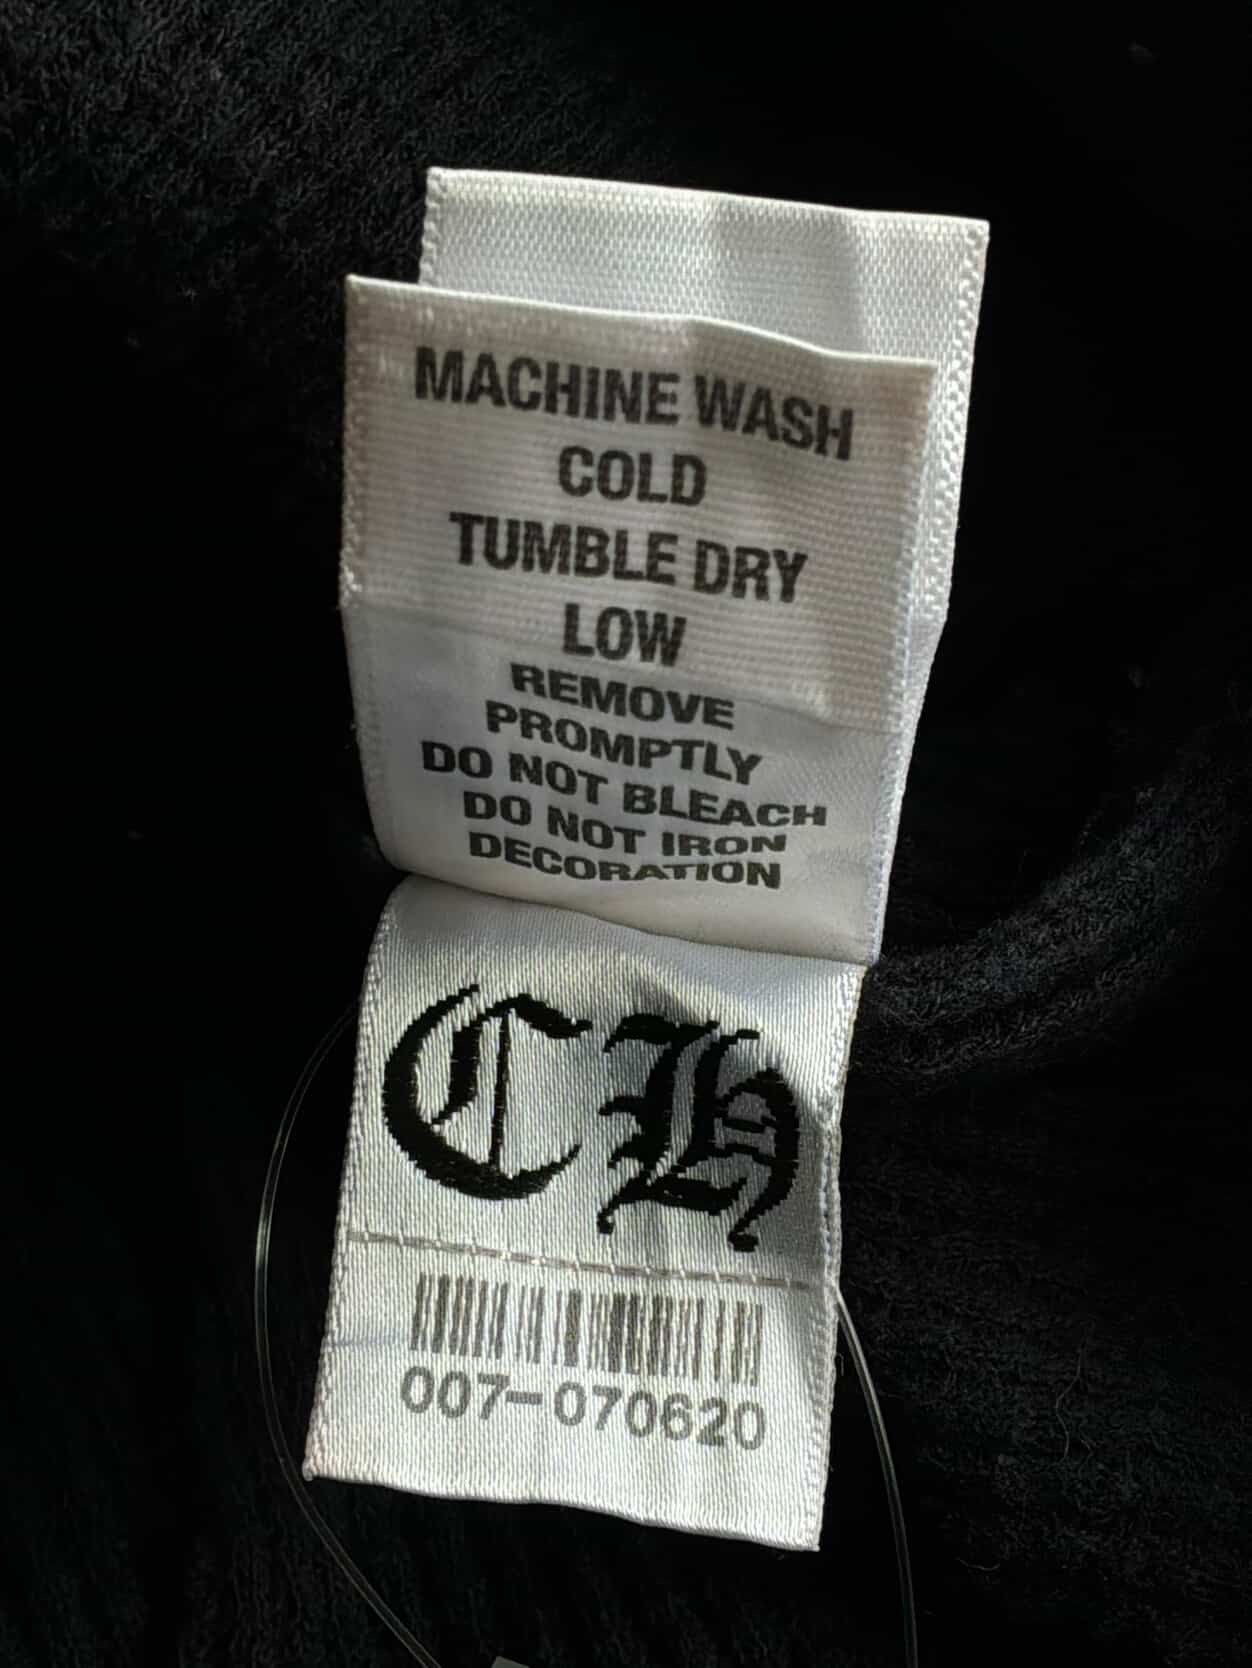 MACHINE WASH
COLD
TUMBLE DRY
LOW
REMOVE
PROMPTLY
DO NOT BLEACH
DO NOT IRON
DECORATION
CH
007-070620